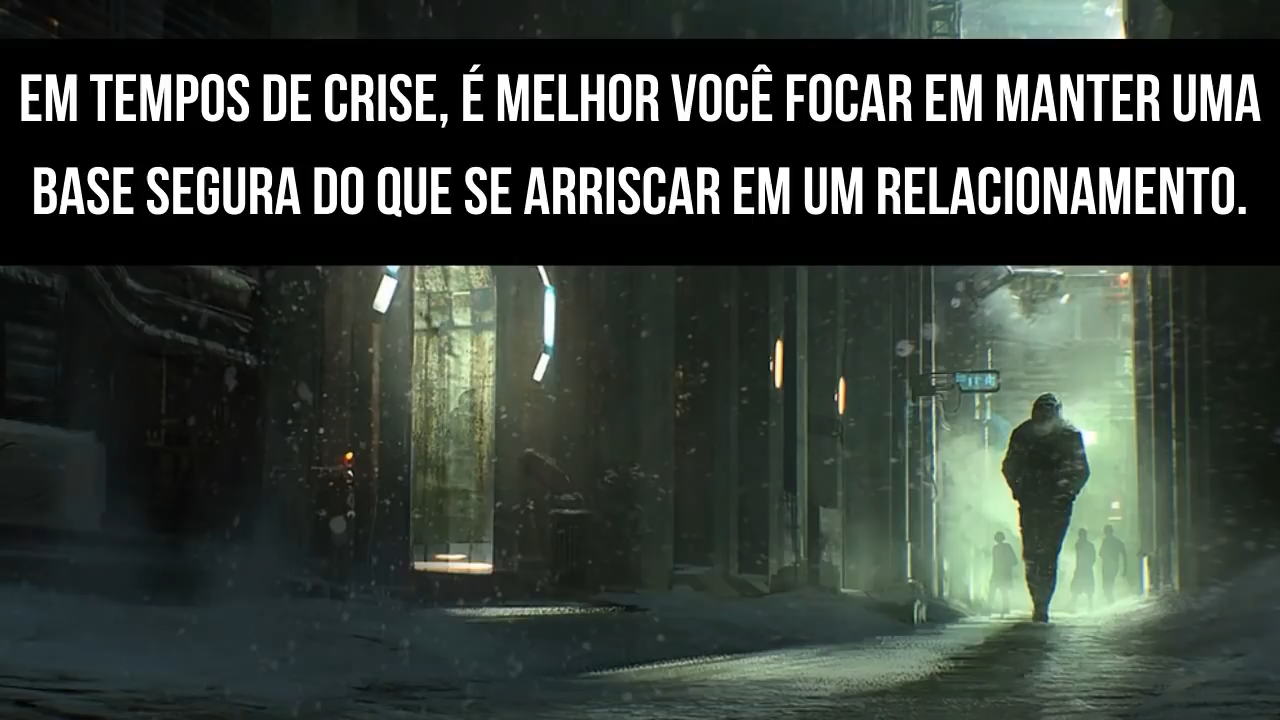 EM TEMPOS DE CRISE, É MELHOR VOCÊ FOCAR EM MANTER UMA
BASE SEGURA DO QUE SE ARRISCAR EM UM RELACIONAMENTO.